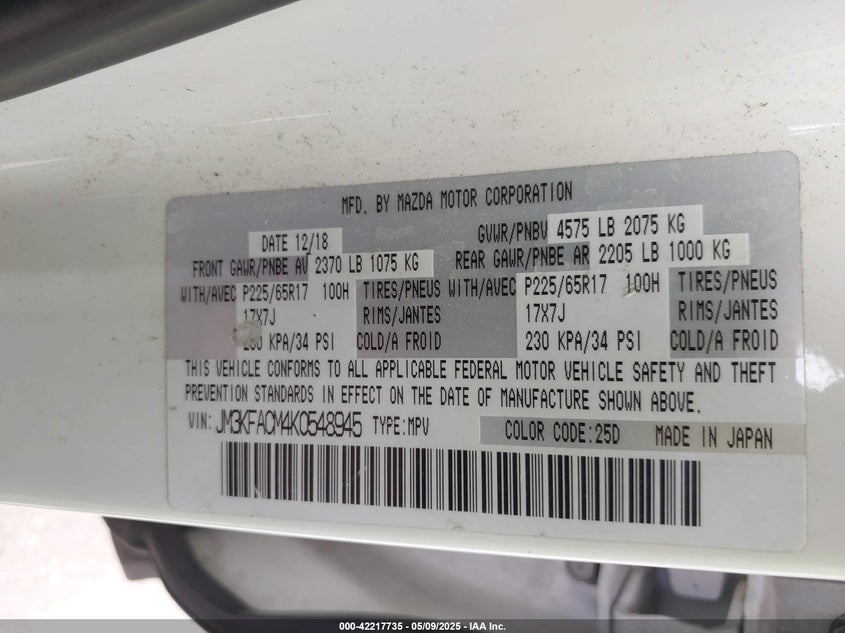 MFD. BY MAZDA MOTOR CORPORATION
DATE 12/18 GVWR/PNBV 4575 LB 2075 KG
FRONT GAWR/PNBE AV 2370 LB 1075 KG REAR GAWR/PNBE AR 2205 LB 1000 KG
WITH/AVEC P225/65R17 100H TIRES/PNEUS WITH/AVEC P225/65R17 100H TIRES/PNEUS
17X7J RIMS/JANTES 17X7J RIMS/JANTES
230 KPA/34 PSI COLD/A FROID 230 KPA/34 PSI COLD/A FROID
THIS VEHICLE CONFORMS TO ALL APPLICABLE FEDERAL MOTOR VEHICLE SAFETY AND THEFT
PREVENTION STANDARDS IN EFFECT ON THE DATE OF MANUFACTURE SHOWN ABOVE.
VIN: JM3KFACM4K0548945 TYPE:MPV COLOR CODE:25D MADE IN JAPAN
000-42217735 - 05/09/2025 - IAA Inc.